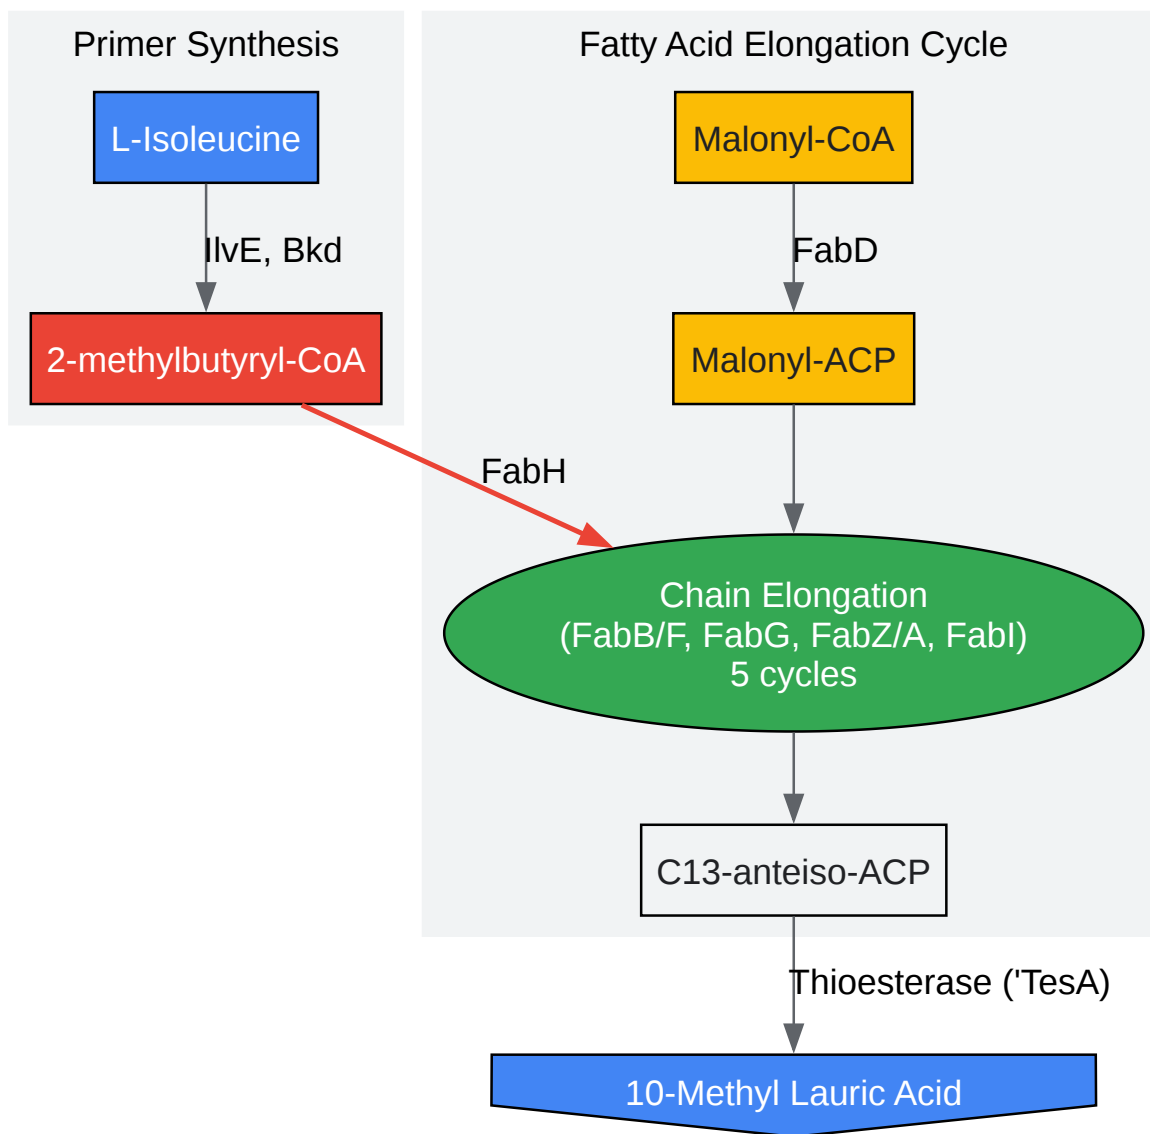 Primer Synthesis
L-Isoleucine
IlvE, Bkd
2-methylbutyryl-CoA
Fatty Acid Elongation Cycle
Malonyl-CoA
FabD
Malonyl-ACP
FabH
Chain Elongation
(FabB/F, FabG, FabZ/A, FabI)
5 cycles
C13-anteiso-ACP
Thioesterase ('TesA)
10-Methyl Lauric Acid